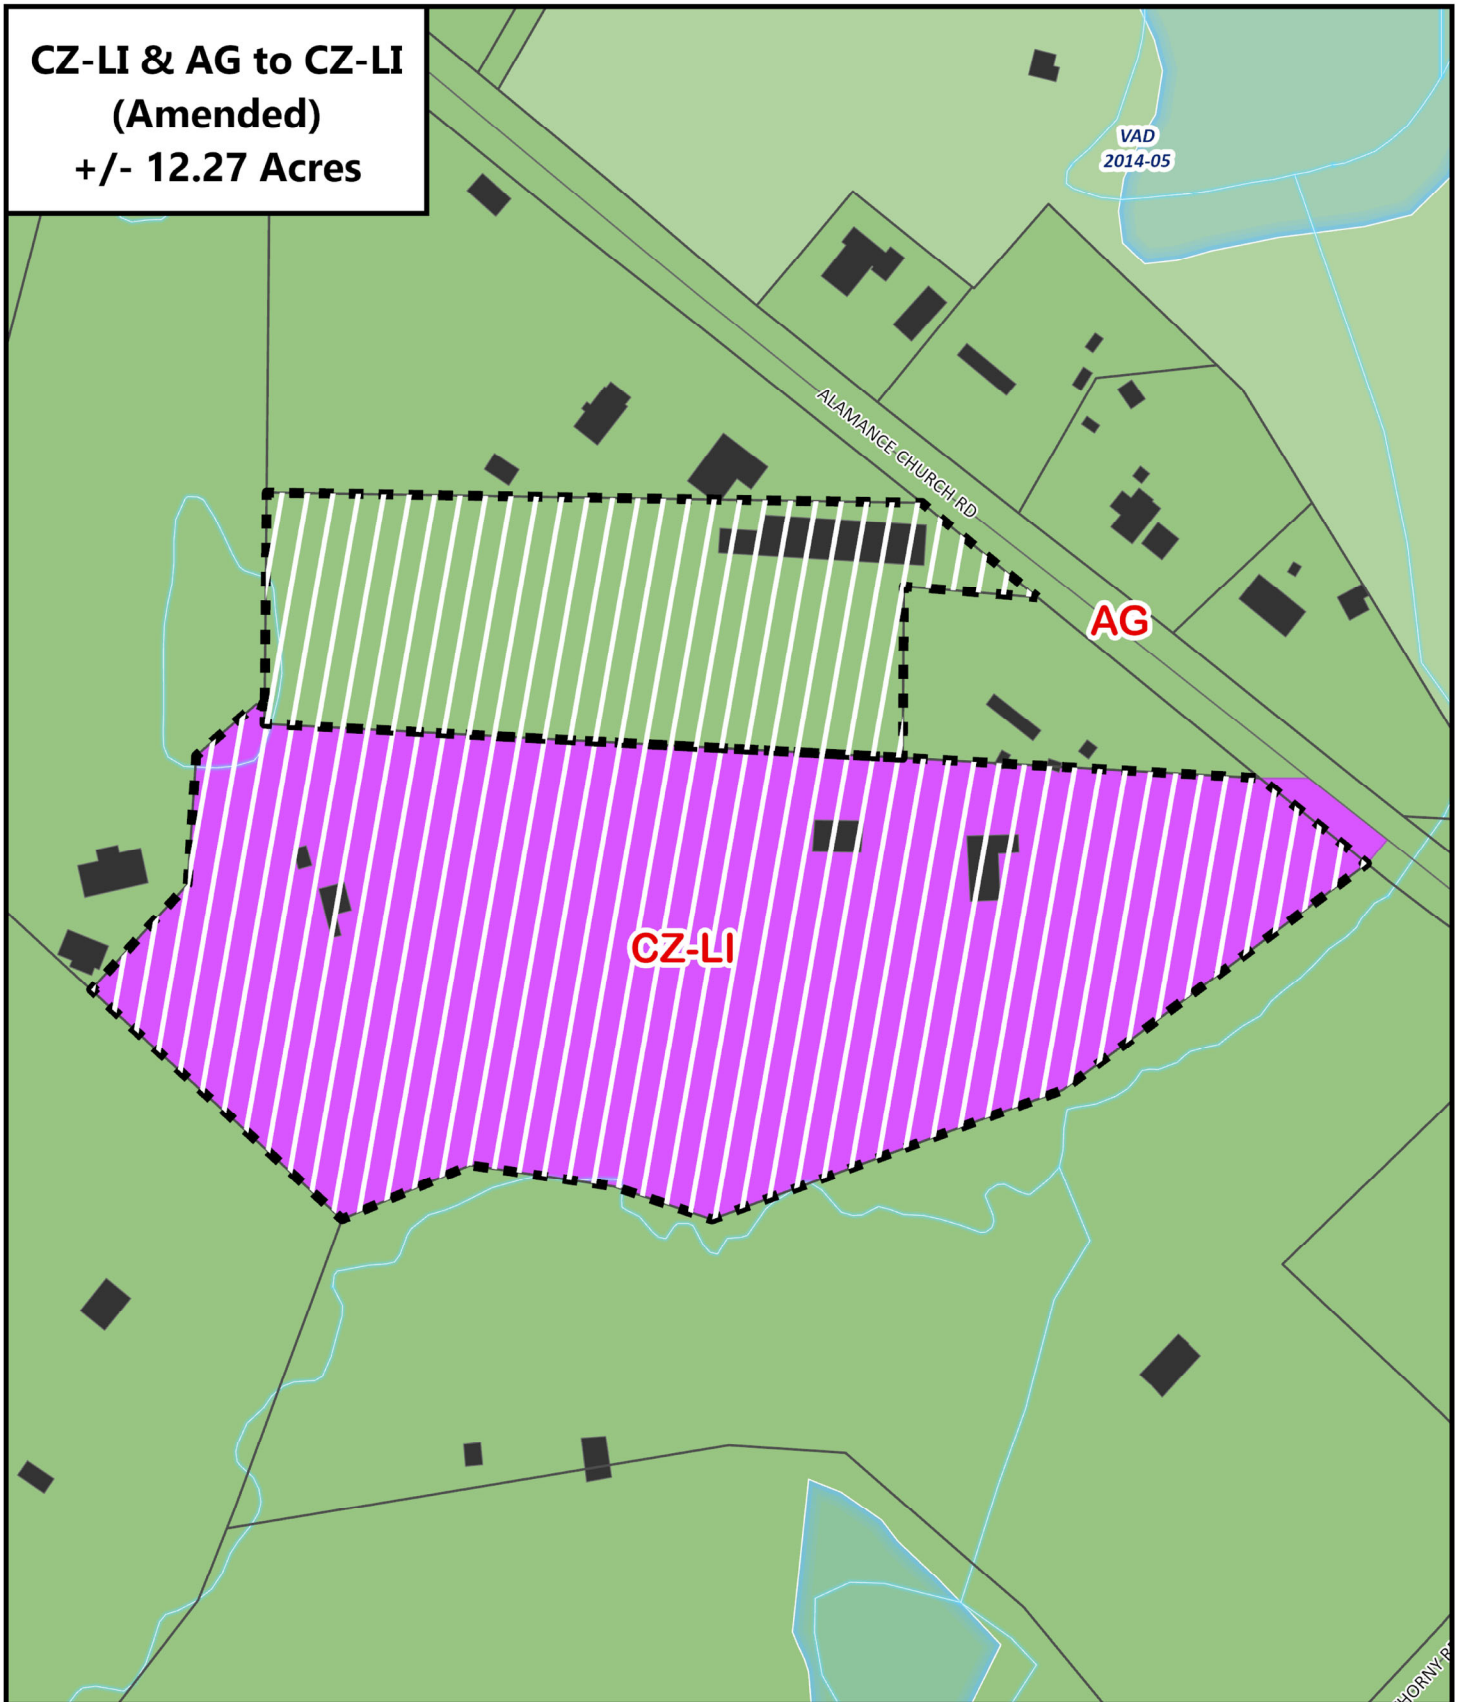 CZ-LI & AG to CZ-LI
(Amended)
+/- 12.27 Acres
VAD
2014-05
ALAMANCE CHURCH RD
AG
CZ-LI